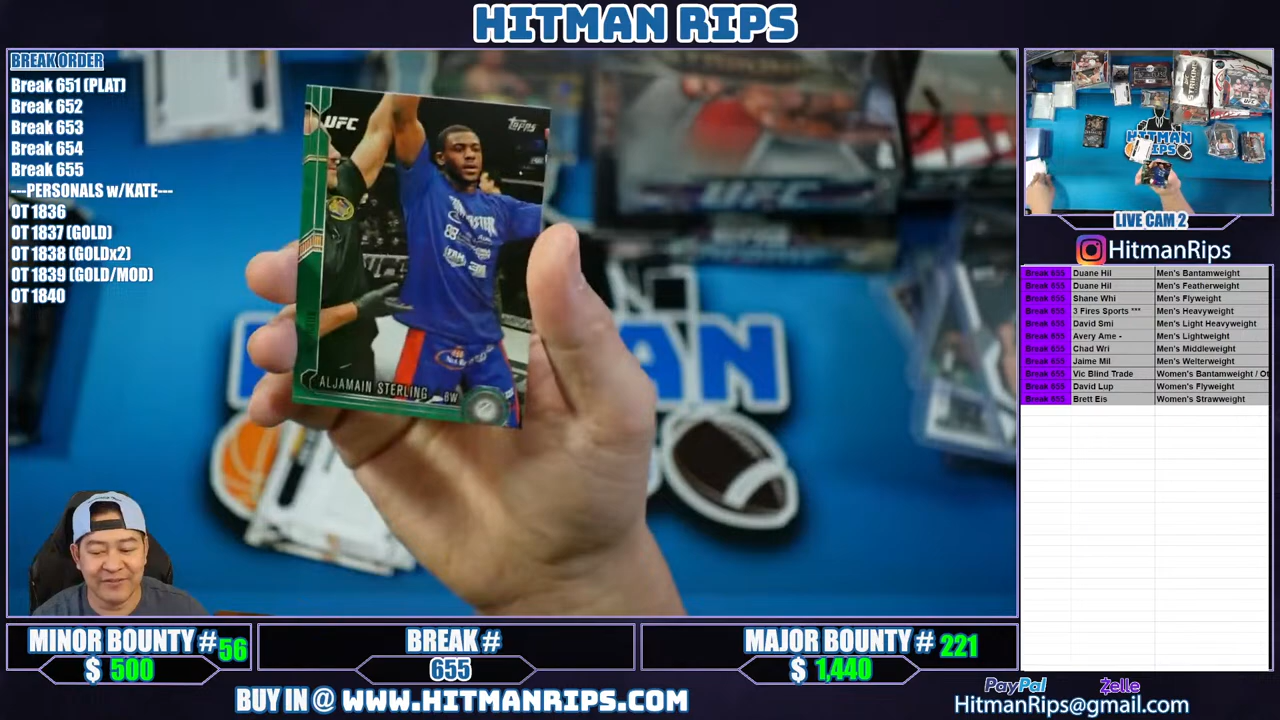 HITMAN RIPS
BREAK ORDER
Break 651 (PLAT)
Break 652
Break 653
Break 654
Break 655
---PERSONALS w/KATE---
OT 1836
OT 1837 (GOLD)
OT 1838 (GOLDx2)
OT 1839 (GOLD/MOD)
OT 1840
UFC
Topps
ALJAMAIN STERLING BW
UFC
HITMAN
RIPS
LIVE CAM 2
HitmanRips
Break 655 Duane Hil Men's Bantamweight
Break 655 Duane Hil Men's Featherweight
Break 655 Shane Whi Men's Flyweight
Break 655 3 Fires Sports *** Men's Heavyweight
Break 655 David Smi Men's Light Heavyweight
Break 655 Avery Ame - Men's Lightweight
Break 655 Chad Wri Men's Middleweight
Break 655 Jaime Mil Men's Welterweight
Break 655 Vic Blind Trade Women's Bantamweight / Ot
Break 655 David Lup Women's Flyweight
Break 655 Brett Eis Women's Strawweight
MINOR BOUNTY # 56
$ 500
BREAK #
655
MAJOR BOUNTY # 221
$ 1,440
BUY IN @ WWW.HITMANRIPS.COM
PayPal Zelle
HitmanRips@gmail.com